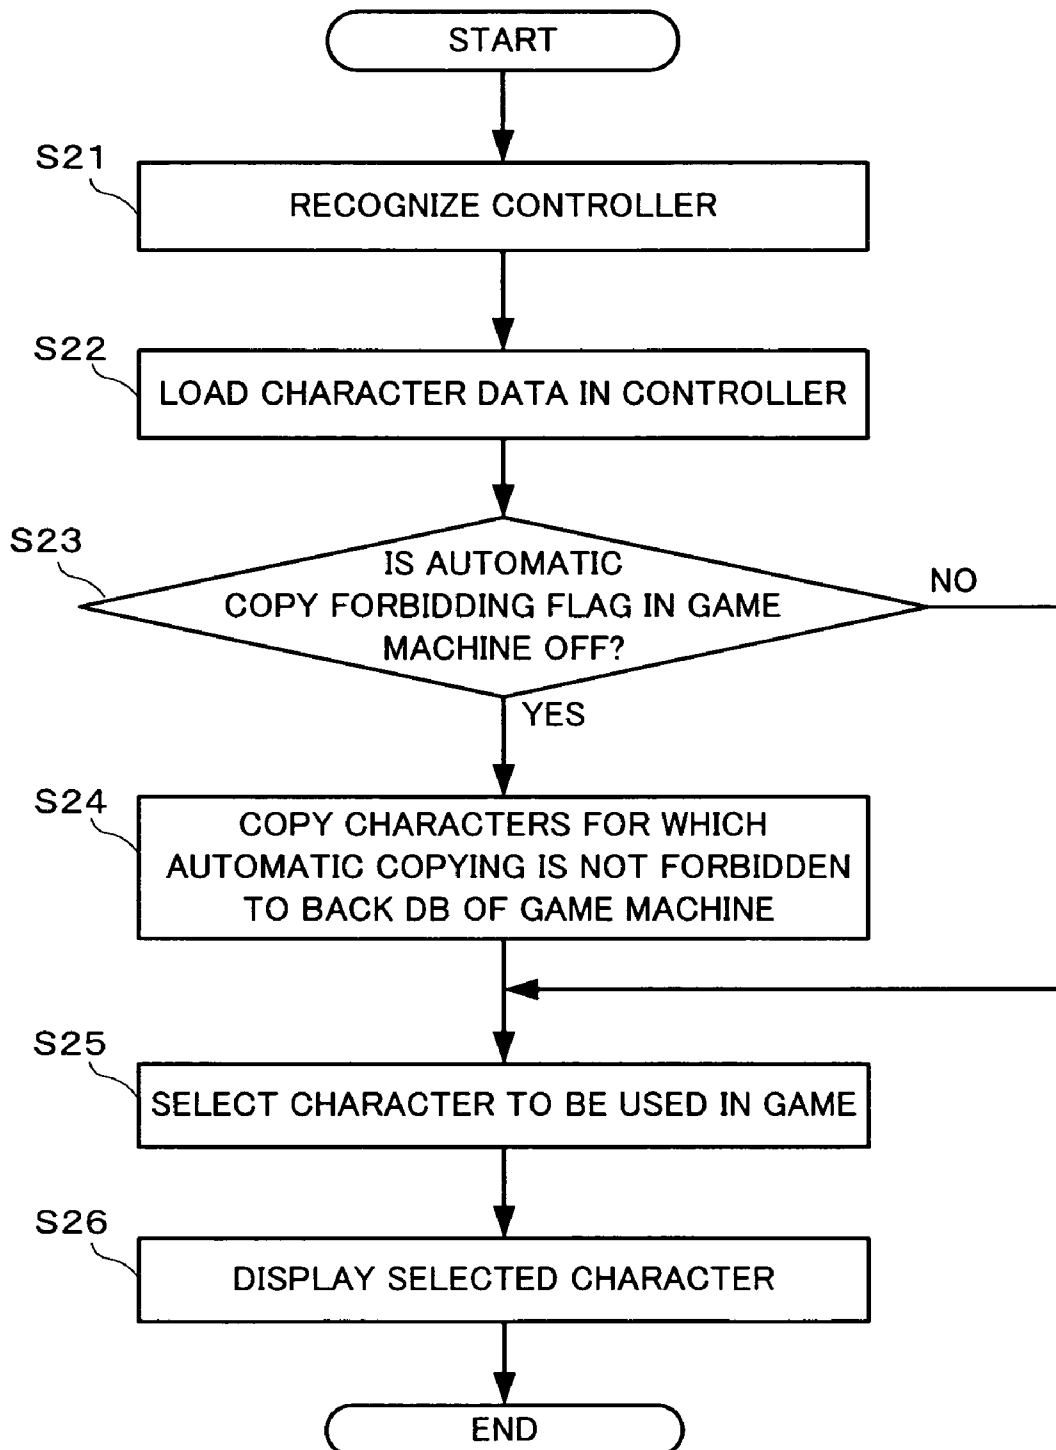 START
S21
RECOGNIZE CONTROLLER
S22
LOAD CHARACTER DATA IN CONTROLLER
S23
IS AUTOMATIC
COPY FORBIDDING FLAG IN GAME
MACHINE OFF?
NO
YES
S24
COPY CHARACTERS FOR WHICH
AUTOMATIC COPYING IS NOT FORBIDDEN
TO BACK DB OF GAME MACHINE
S25
SELECT CHARACTER TO BE USED IN GAME
S26
DISPLAY SELECTED CHARACTER
END